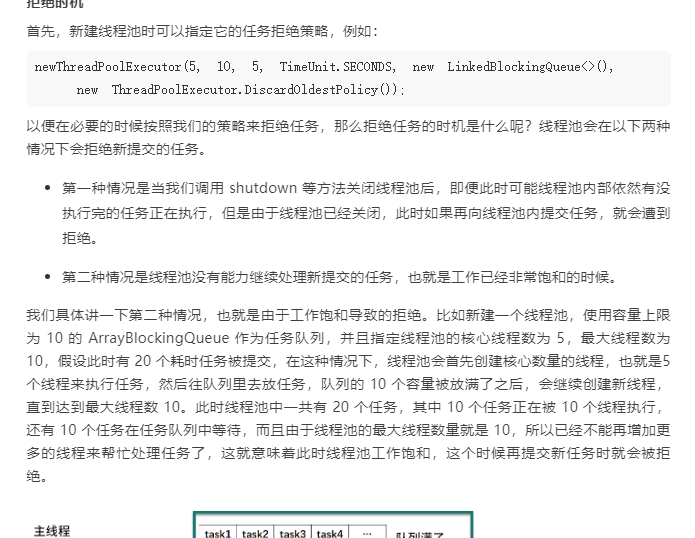 拒绝时机
首先，新建线程池时可以指定它的任务拒绝策略，例如：
newThreadPoolExecutor(5, 10, 5, TimeUnit.SECONDS, new LinkedBlockingQueue<>(),
new ThreadPoolExecutor.DiscardOldestPolicy());
以便在必要的时候按照我们的策略来拒绝任务，那么拒绝任务的时机是什么呢？线程池会在以下两种
情况下会拒绝新提交的任务。
• 第一种情况是当我们调用 shutdown 等方法关闭线程池后，即便此时可能线程池内部依然有没
执行完的任务正在执行，但是由于线程池已经关闭，此时如果再向线程池内提交任务，就会遭到
拒绝。
• 第二种情况是线程池没有能力继续处理新提交的任务，也就是工作已经非常饱和的时候。
我们具体讲一下第二种情况，也就是由于工作饱和导致的拒绝。比如新建一个线程池，使用容量上限
为 10 的 ArrayBlockingQueue 作为任务队列，并且指定线程池的核心线程数为 5，最大线程数为
10，假设此时有 20 个耗时任务被提交，在这种情况下，线程池会首先创建核心数量的线程，也就是5
个线程来执行任务，然后往队列里去放任务，队列的 10 个容量被放满了之后，会继续创建新线程，
直到达到最大线程数 10。此时线程池中一共有 20 个任务，其中 10 个任务正在被 10 个线程执行，
还有 10 个任务在任务队列中等待，而且由于线程池的最大线程数量就是 10，所以已经不能再增加更
多的线程来帮忙处理任务了，这就意味着此时线程池工作饱和，这个时候再提交新任务时就会被拒
绝。
主线程
task1 task2 task3 task4 ... 队列满了